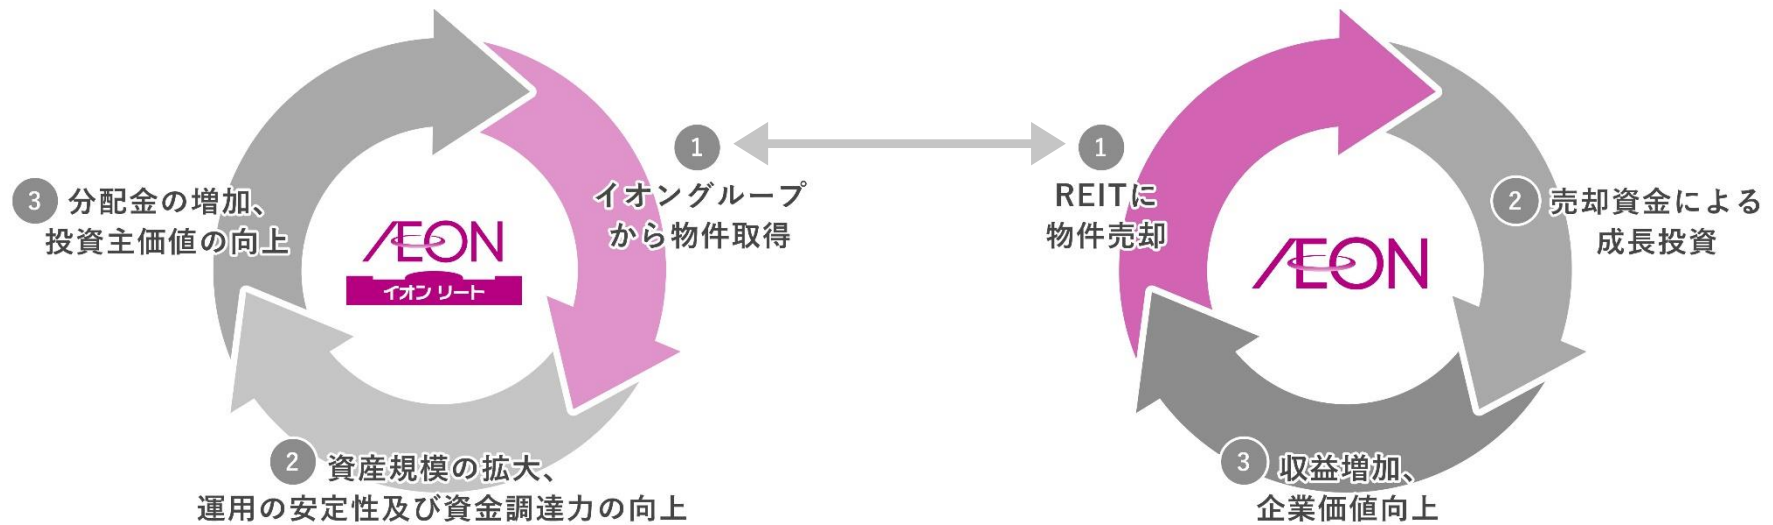 1
イオングループ
から物件取得
2 資産規模の拡大、
運用の安定性及び資金調達力の向上
3 分配金の増加、
投資主価値の向上
ÆON
イオン リート
1
REITに
物件売却
2 売却資金による
成長投資
3 収益増加、
企業価値向上
ÆON